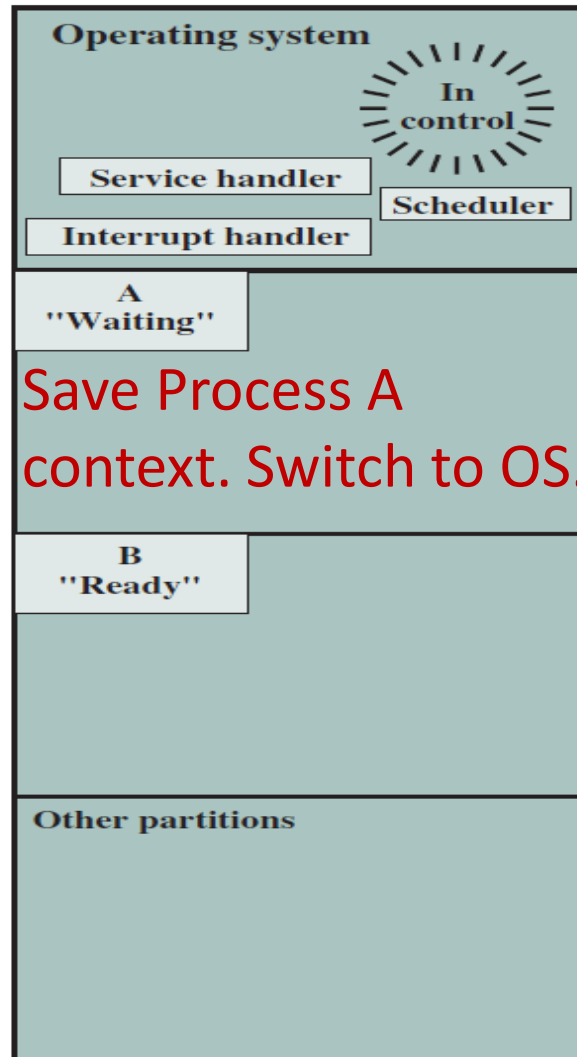 Operating system
In
control
Service handler
Scheduler
Interrupt handler
A
"Waiting"
Save Process A
context. Switch to OS.
B
"Ready"
Other partitions